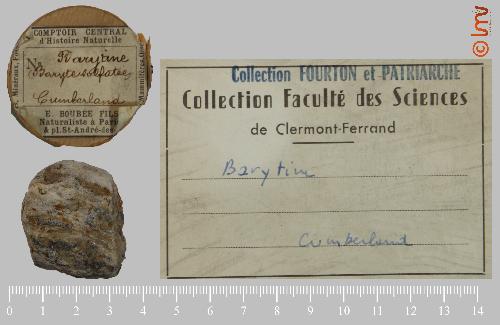 COMPTOIR CENTRAL
d'Histoire Naturelle
Barytine
Baryte sulfatée
Cumberland
E. BOUBEE FILS
Naturaliste à Paris
& pl. St-André-des
Collection FOURTON et PATRIARCHE
Collection Faculté des Sciences
de Clermont-Ferrand
Barytine
Cumberland
© lmv
0 1 2 3 4 5 6 7 8 9 10 11 12 13 14